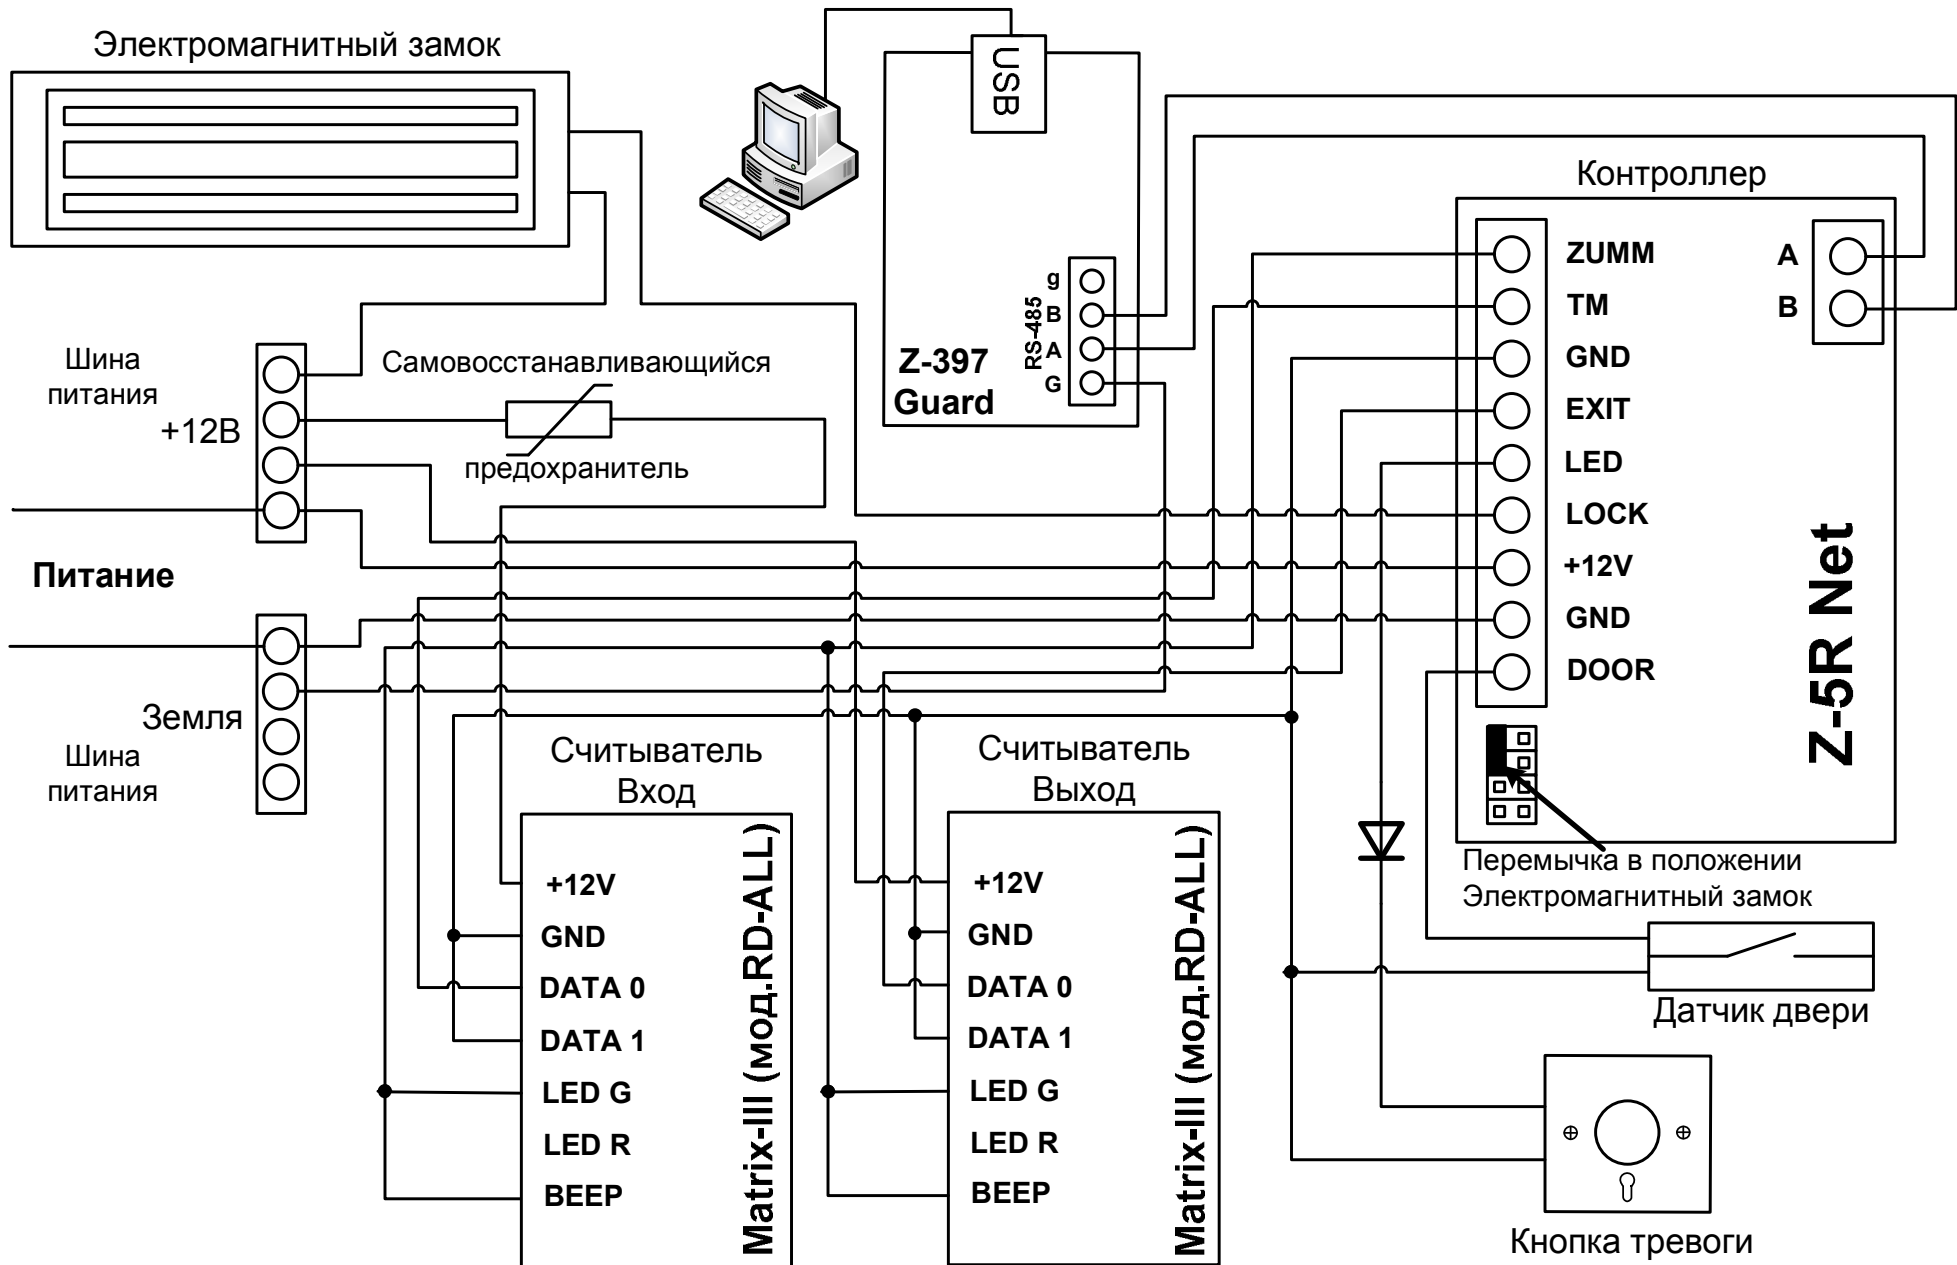 Электромагнитный замок
USB
Контроллер
ZUMM
TM
GND
EXIT
LED
LOCK
+12V
GND
DOOR
A
B
Z-5R Net
g
B
A
G
RS-485
Z-397
Guard
Шина
питания
+12В
Самовосстанавливающийся
предохранитель
Питание
Земля
Шина
питания
Считыватель
Вход
+12V
GND
DATA 0
DATA 1
LED G
LED R
BEEP
Matrix-III (мод.RD-ALL)
Считыватель
Выход
+12V
GND
DATA 0
DATA 1
LED G
LED R
BEEP
Matrix-III (мод.RD-ALL)
Перемычка в положении
Электромагнитный замок
Датчик двери
Кнопка тревоги